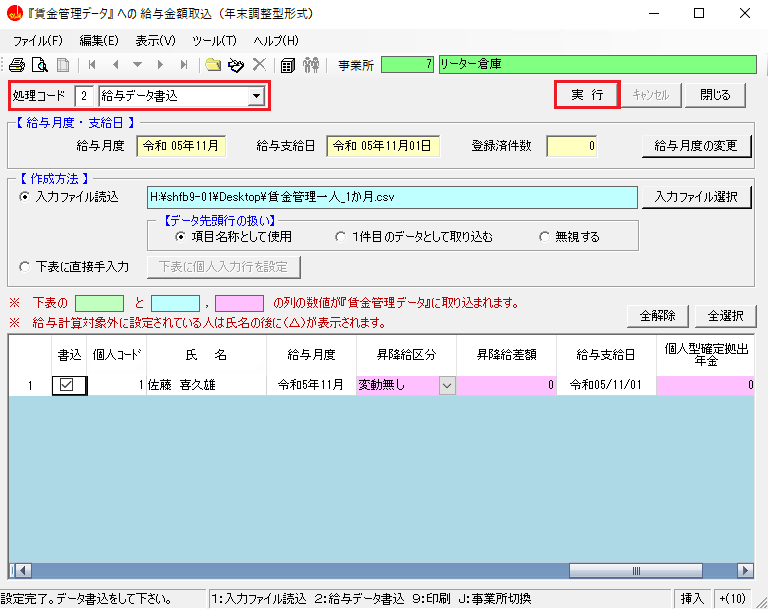 『賃金管理データ』への 給与金額取込 (年末調整型形式)
ファイル(F) 編集(E) 表示(V) ツール(T) ヘルプ(H)
事業所 7 リーター倉庫
処理コード 2 給与データ書込 実 行 キャンセル 閉じる
【 給与月度・支給日 】
給与月度 令和 05年11月 給与支給日 令和 05年11月01日 登録済件数 0 給与月度の変更
【 作成方法 】
入力ファイル読込 H:¥shfb9-01¥Desktop¥賃金管理一人_1か月.csv 入力ファイル選択
【データ先頭行の扱い】
項目名称として使用 1件目のデータとして取り込む 無視する
下表に直接手入力 下表に個人入力行を設定
※ 下表の と , の列の数値が『賃金管理データ』に取り込まれます。
※ 給与計算対象外に設定されている人は氏名の後に(△)が表示されます。 全解除 全選択
書込 個人コード 氏 名 給与月度 昇降給区分 昇降給差額 給与支給日 個人型確定拠出年金
1 1 佐藤 喜久雄 令和5年11月 変動無し 0 令和05/11/01 0
設定完了。データ書込をして下さい。 1:入力ファイル読込 2:給与データ書込 9:印刷 J:事業所切換 挿入 +(10)